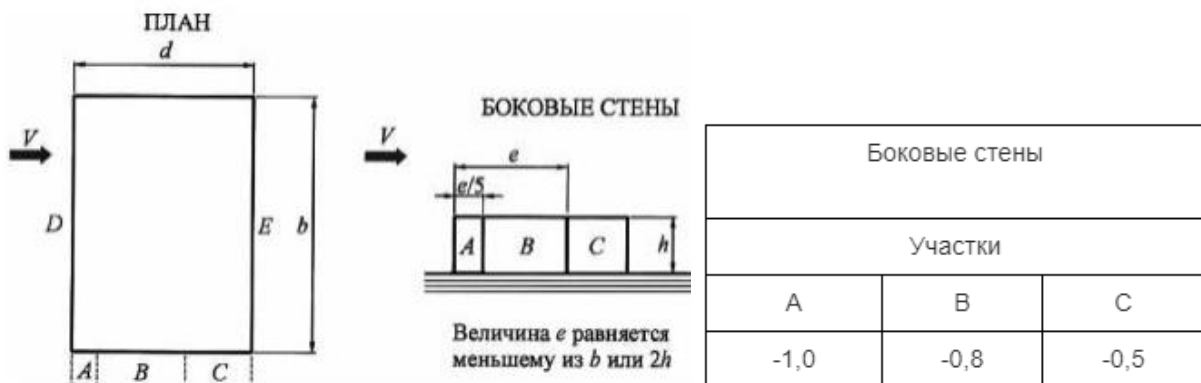 ПЛАН
d
V
D
E
b
A
B
C
БОКОВЫЕ СТЕНЫ
V
e
e/5
A
B
C
h
Величина e равняется
меньшему из b или 2h
Боковые стены
Участки
A
B
C
-1,0
-0,8
-0,5